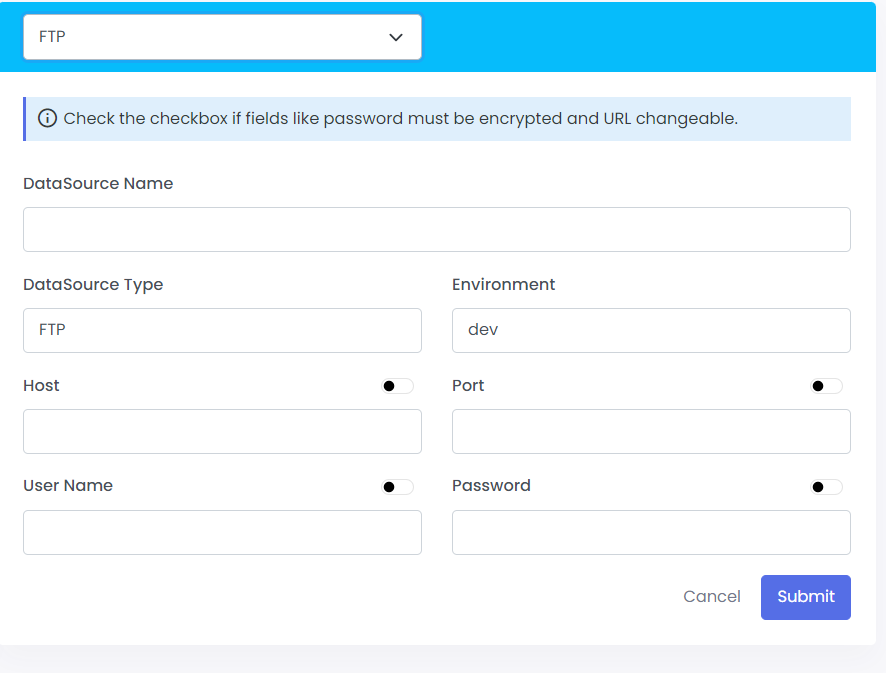 FTP
Check the checkbox if fields like password must be encrypted and URL changeable.
DataSource Name
DataSource Type
Environment
FTP
dev
Host
Port
User Name
Password
Cancel
Submit